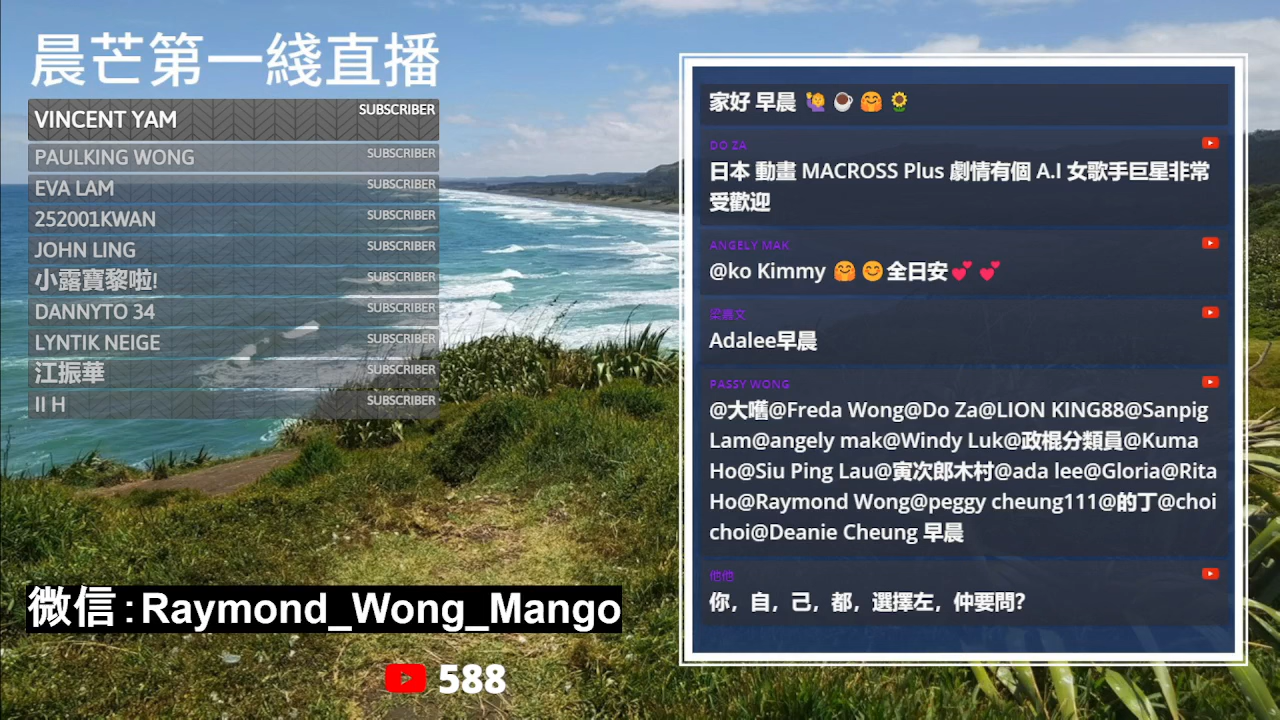 晨芒第一綫直播
VINCENT YAM SUBSCRIBER
PAULKING WONG SUBSCRIBER
EVA LAM SUBSCRIBER
252001KWAN SUBSCRIBER
JOHN LING SUBSCRIBER
小露寶黎啦! SUBSCRIBER
DANNYTO 34 SUBSCRIBER
LYNTIK NEIGE SUBSCRIBER
江振華 SUBSCRIBER
II H SUBSCRIBER
微信:Raymond_Wong_Mango
588
家好 早晨 🙋 ☕ 🤗 🌻
DO ZA
日本 動畫 MACROSS Plus 劇情有個 A.I 女歌手巨星非常
受歡迎
ANGELY MAK
@ko Kimmy 🤗 😊 全日安💕 💕
Adalee早晨
PASSY WONG
@大嚿@Freda Wong@Do Za@LION KING88@Sanpig
Lam@angely mak@Windy Luk@政棍分類員@Kuma
Ho@Siu Ping Lau@寅次郎木村@ada lee@Gloria@Rita
Ho@Raymond Wong@peggy cheung111@的丁@choi
choi@Deanie Cheung 早晨
他他
你，自，己，都，選擇左，仲要問?